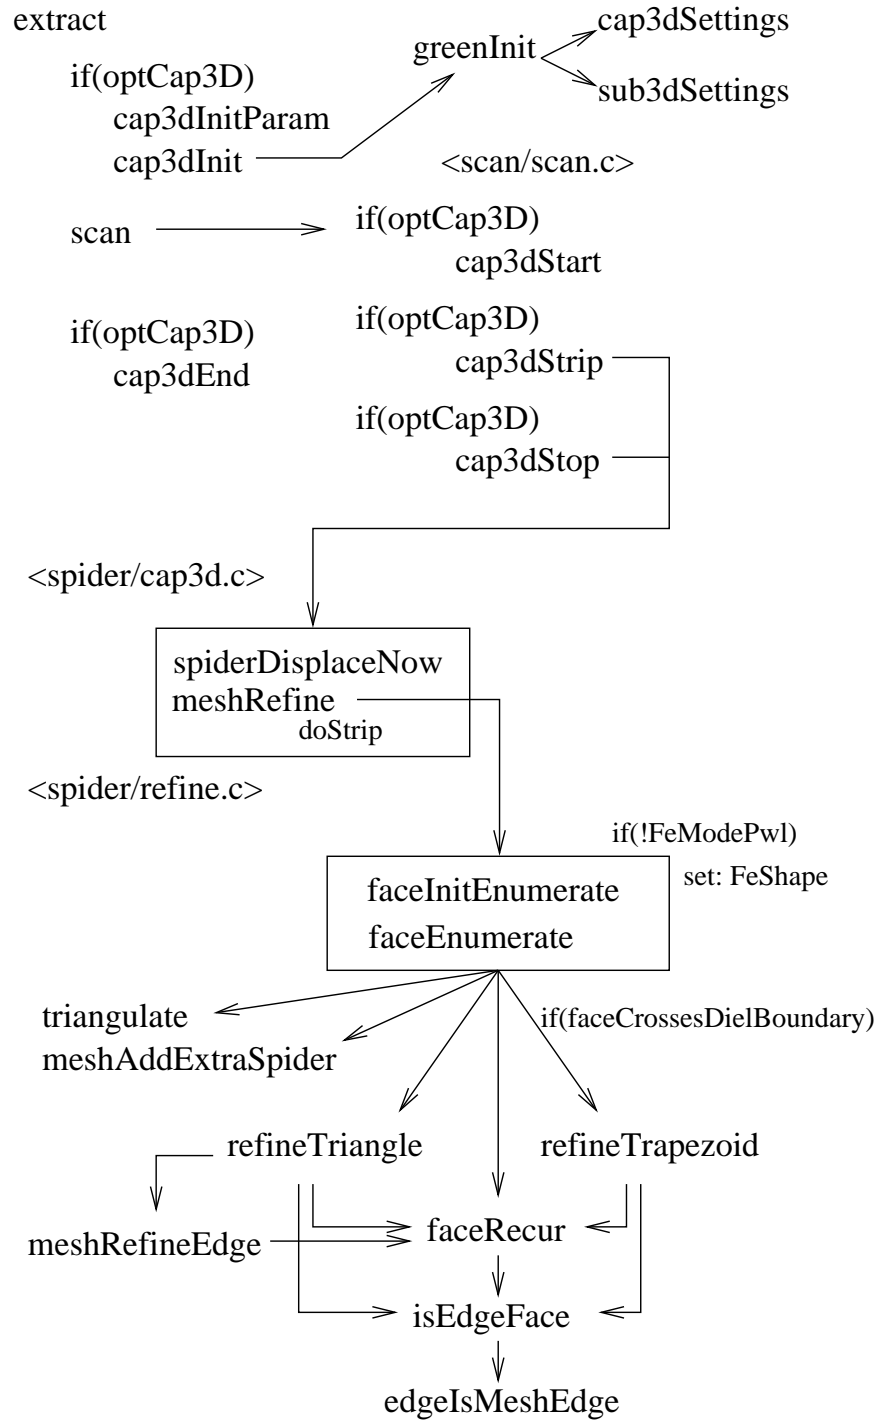 extract
cap3dSettings
greenInit
if(optCap3D)
sub3dSettings
cap3dInitParam
cap3dInit
<scan/scan.c>
scan
if(optCap3D)
cap3dStart
if(optCap3D)
cap3dEnd
if(optCap3D)
cap3dStrip
if(optCap3D)
cap3dStop
<spider/cap3d.c>
spiderDisplaceNow
meshRefine
doStrip
<spider/refine.c>
if(!FeModePwl)
set: FeShape
faceInitEnumerate
faceEnumerate
triangulate
if(faceCrossesDielBoundary)
meshAddExtraSpider
refineTriangle
refineTrapezoid
meshRefineEdge
faceRecur
isEdgeFace
edgeIsMeshEdge